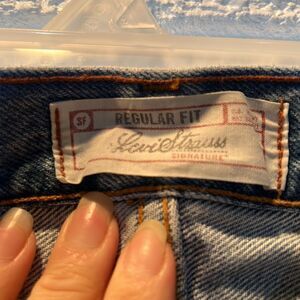 SF
REGULAR FIT
Levi Strauss
SIGNATURE